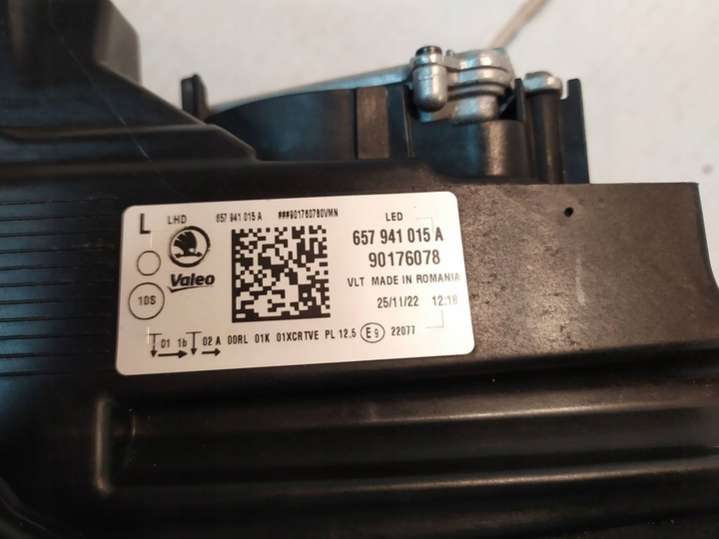 L LHD 657 941 015 A ###901760780VMN LED
657 941 015 A
Valeo
90176078
VLT MADE IN ROMANIA
10S
25/11/22 12:18
01 1b 02 A 00RL 01K 01XCRTVE PL 12,5 E9 22077